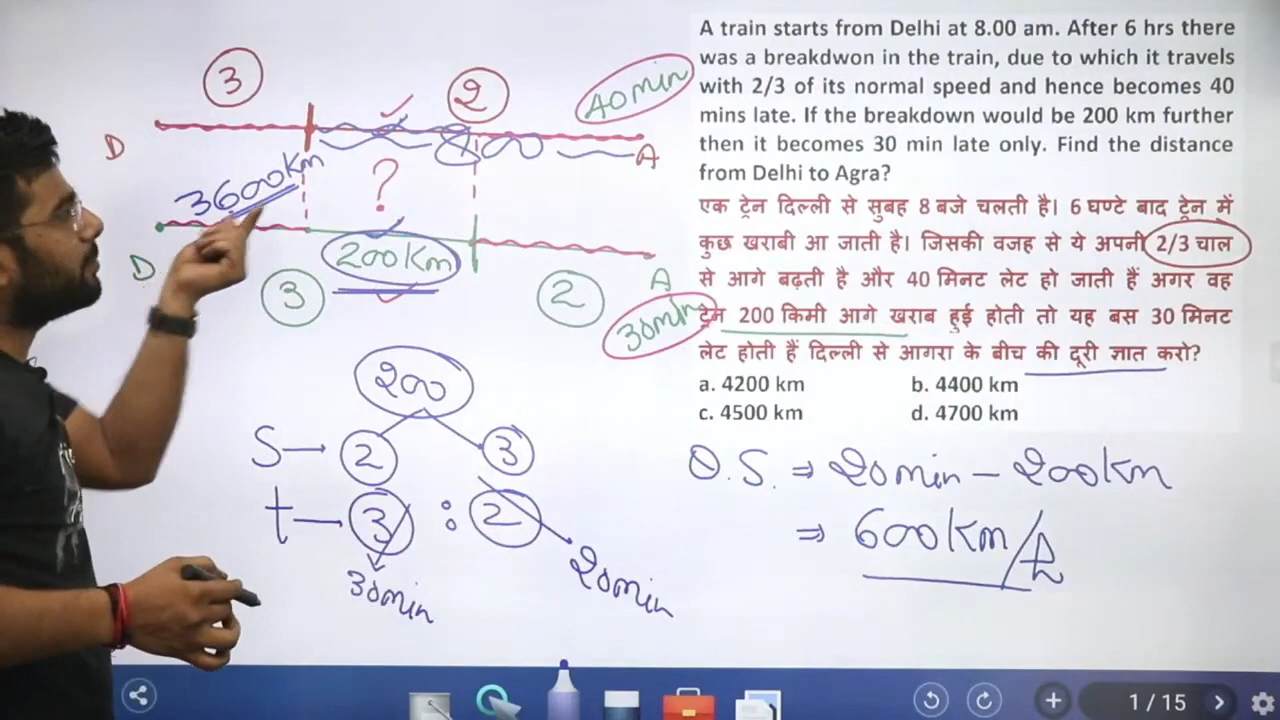 A train starts from Delhi at 8.00 am. After 6 hrs there
was a breakdwon in the train, due to which it travels
with 2/3 of its normal speed and hence becomes 40
mins late. If the breakdown would be 200 km further
then it becomes 30 min late only. Find the distance
from Delhi to Agra?
एक ट्रेन दिल्ली से सुबह 8 बजे चलती है। 6 घण्टे बाद ट्रेन में
कुछ खराबी आ जाती है। जिसकी वजह से ये अपनी 2/3 चाल
से आगे बढ़ती है और 40 मिनट लेट हो जाती हैं अगर वह
ट्रेन 200 किमी आगे खराब हुई होती तो यह बस 30 मिनट
लेट होती हैं दिल्ली से आगरा के बीच की दूरी ज्ञात करो?
a. 4200 km b. 4400 km
c. 4500 km d. 4700 km
3 2 40min
D 800 A
3600km ?
D 200km A
3 2 30min
200
S → 2 3
t → 3 : 2
30min 20min
O.S. ⇒ 20min – 200km
⇒ 600km/h
1 / 15